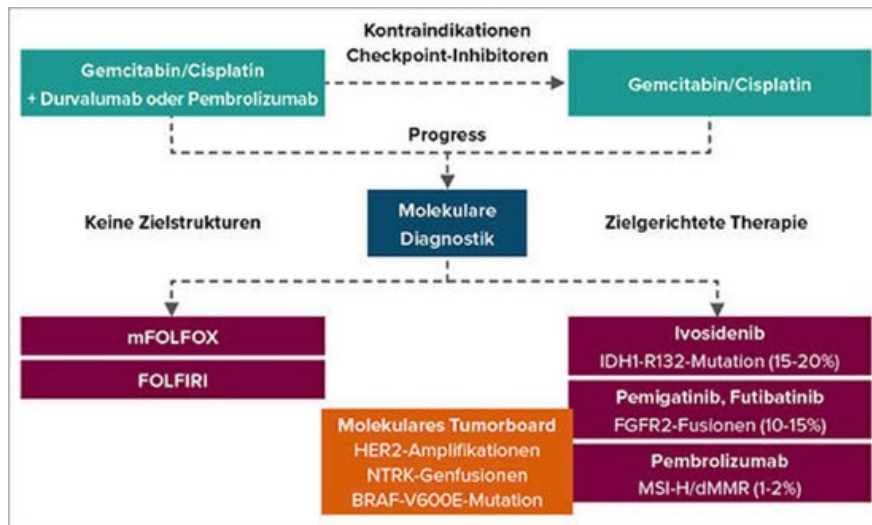 Kontraindikationen
Checkpoint-Inhibitoren
Gemcitabin/Cisplatin
+ Durvalumab oder Pembrolizumab
Gemcitabin/Cisplatin
Progress
Keine Zielstrukturen
Molekulare
Diagnostik
Zielgerichtete Therapie
mFOLFOX
FOLFIRI
Ivosidenib
IDH1-R132-Mutation (15-20%)
Pemigatinib, Futibatinib
FGFR2-Fusionen (10-15%)
Pembrolizumab
MSI-H/dMMR (1-2%)
Molekulares Tumorboard
HER2-Amplifikationen
NTRK-Genfusionen
BRAF-V600E-Mutation